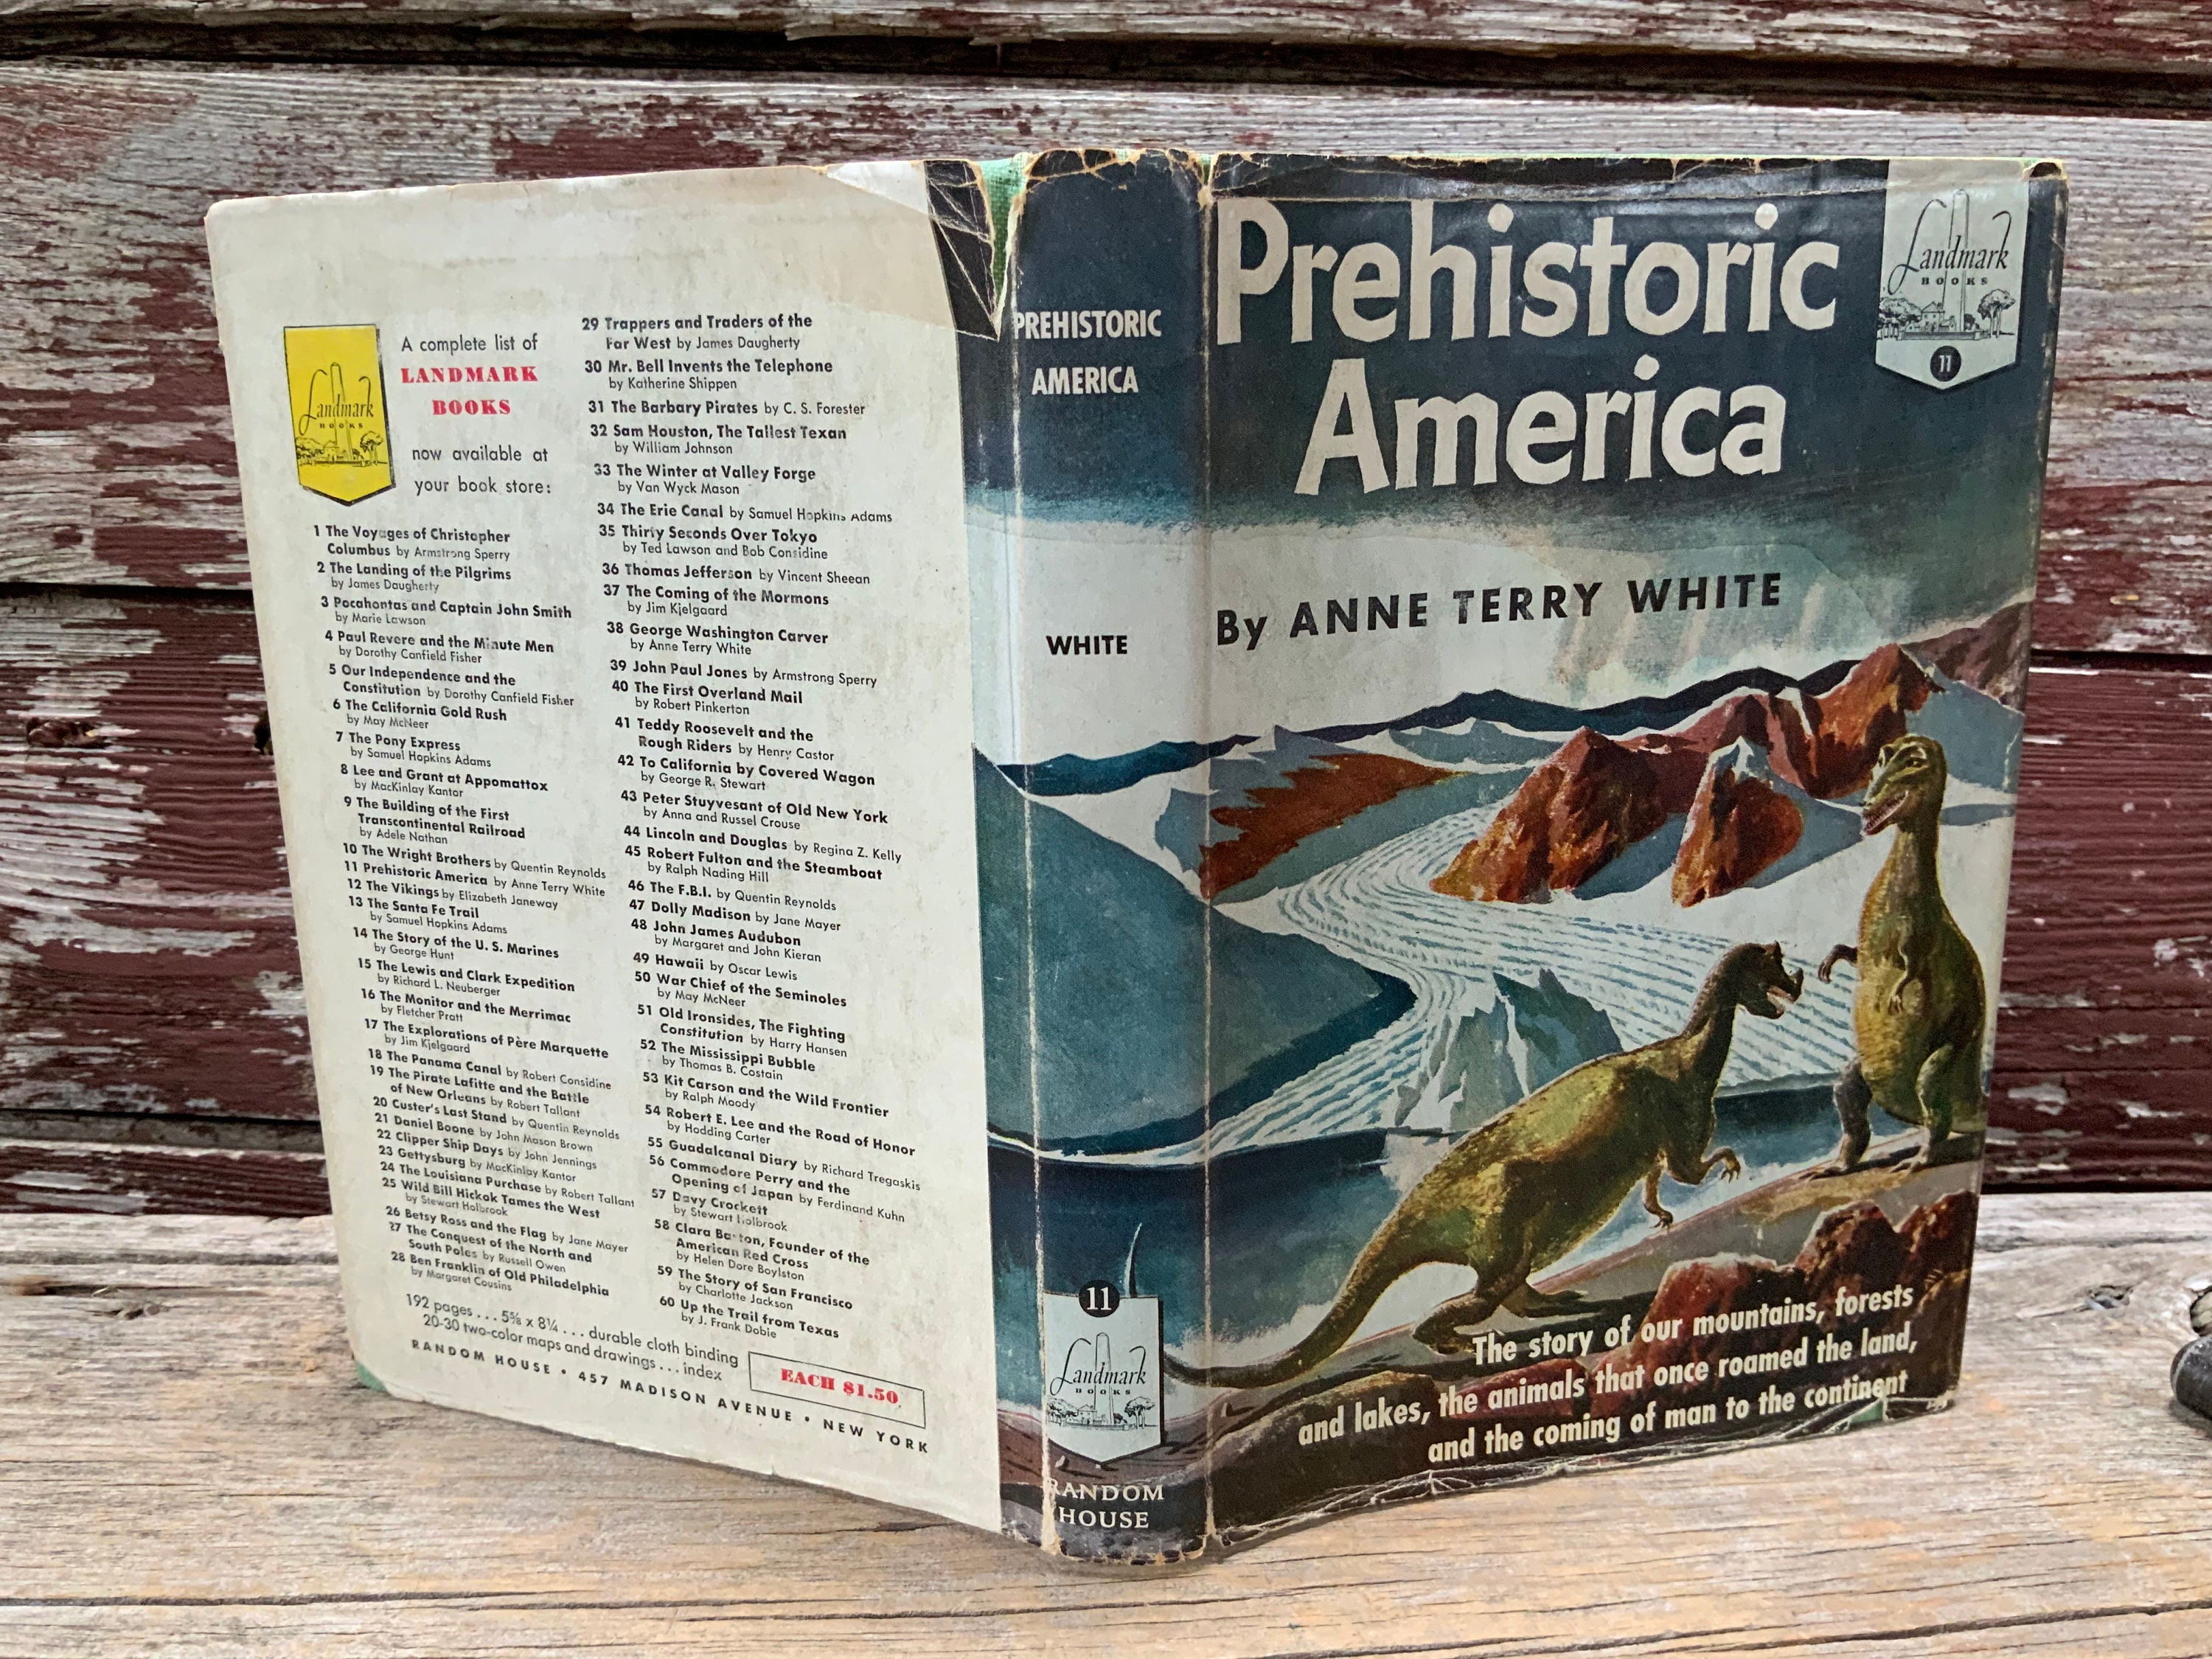 Landmark
BOOKS
A complete list of
LANDMARK
BOOKS
now available at
your book store:
1 The Voyages of Christopher
Columbus by Armstrong Sperry
2 The Landing of the Pilgrims
by James Daugherty
3 Pocahontas and Captain John Smith
by Marie Lawson
4 Paul Revere and the Minute Men
by Dorothy Canfield Fisher
5 Our Independence and the
Constitution by Dorothy Canfield Fisher
6 The California Gold Rush
by May McNeer
7 The Pony Express
by Samuel Hopkins Adams
8 Lee and Grant at Appomattox
by MacKinlay Kantor
9 The Building of the First
Transcontinental Railroad
by Adele Nathan
10 The Wright Brothers by Quentin Reynolds
11 Prehistoric America by Anne Terry White
12 The Vikings by Elizabeth Janeway
13 The Santa Fe Trail
by Samuel Hopkins Adams
14 The Story of the U. S. Marines
by George Hunt
15 The Lewis and Clark Expedition
by Richard L. Neuberger
16 The Monitor and the Merrimac
by Fletcher Pratt
17 The Explorations of Père Marquette
by Jim Kjelgaard
18 The Panama Canal by Robert Considine
19 The Pirate Lafitte and the Battle
of New Orleans by Robert Tallant
20 Custer's Last Stand by Quentin Reynolds
21 Daniel Boone by John Mason Brown
22 Clipper Ship Days by John Jennings
23 Gettysburg by MacKinlay Kantor
24 The Louisiana Purchase by Robert Tallant
25 Wild Bill Hickok Tames the West
by Stewart Holbrook
26 Betsy Ross and the Flag by Jane Mayer
27 The Conquest of the North and
South Poles by Russell Owen
28 Ben Franklin of Old Philadelphia
by Margaret Cousins
29 Trappers and Traders of the
Far West by James Daugherty
30 Mr. Bell Invents the Telephone
by Katherine Shippen
31 The Barbary Pirates by C. S. Forester
32 Sam Houston, The Tallest Texan
by William Johnson
33 The Winter at Valley Forge
by Van Wyck Mason
34 The Erie Canal by Samuel Hopkins Adams
35 Thirty Seconds Over Tokyo
by Ted Lawson and Bob Considine
36 Thomas Jefferson by Vincent Sheean
37 The Coming of the Mormons
by Jim Kjelgaard
38 George Washington Carver
by Anne Terry White
39 John Paul Jones by Armstrong Sperry
40 The First Overland Mail
by Robert Pinkerton
41 Teddy Roosevelt and the
Rough Riders by Henry Castor
42 To California by Covered Wagon
by George R. Stewart
43 Peter Stuyvesant of Old New York
by Anna and Russel Crouse
44 Lincoln and Douglas by Regina Z. Kelly
45 Robert Fulton and the Steamboat
by Ralph Nading Hill
46 The F.B.I. by Quentin Reynolds
47 Dolly Madison by Jane Mayer
48 John James Audubon
by Margaret and John Kieran
49 Hawaii by Oscar Lewis
50 War Chief of the Seminoles
by May McNeer
51 Old Ironsides, The Fighting
Constitution by Harry Hansen
52 The Mississippi Bubble
by Thomas B. Costain
53 Kit Carson and the Wild Frontier
by Ralph Moody
54 Robert E. Lee and the Road of Honor
by Hodding Carter
55 Guadalcanal Diary by Richard Tregaskis
56 Commodore Perry and the
Opening of Japan by Ferdinand Kuhn
57 Davy Crockett
by Stewart Holbrook
58 Clara Barton, Founder of the
American Red Cross
by Helen Dore Boylston
59 The Story of San Francisco
by Charlotte Jackson
60 Up the Trail from Texas
by J. Frank Dobie
192 pages . . . 5⅝ x 8¼ . . . durable cloth binding
20-30 two-color maps and drawings . . . index
EACH $1.50
RANDOM HOUSE • 457 MADISON AVENUE • NEW YORK
PREHISTORIC
AMERICA
WHITE
11
Landmark
BOOKS
RANDOM
HOUSE
Prehistoric
America
Landmark
BOOKS
11
By ANNE TERRY WHITE
The story of our mountains, forests
and lakes, the animals that once roamed the land,
and the coming of man to the continent